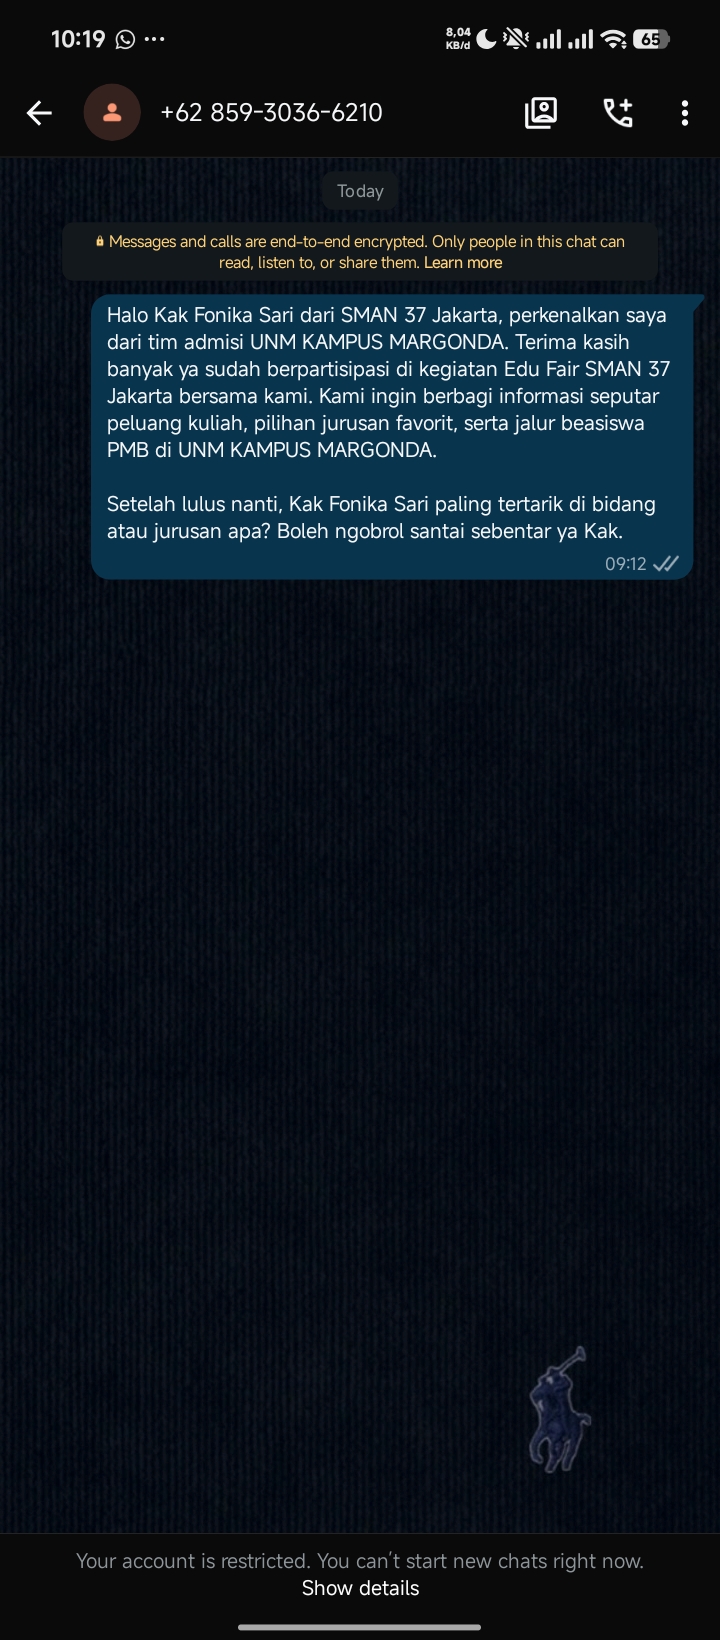 10:19
8,04
KB/d
65
+62 859-3036-6210
Today
Messages and calls are end-to-end encrypted. Only people in this chat can
read, listen to, or share them. Learn more
Halo Kak Fonika Sari dari SMAN 37 Jakarta, perkenalkan saya
dari tim admisi UNM KAMPUS MARGONDA. Terima kasih
banyak ya sudah berpartisipasi di kegiatan Edu Fair SMAN 37
Jakarta bersama kami. Kami ingin berbagi informasi seputar
peluang kuliah, pilihan jurusan favorit, serta jalur beasiswa
PMB di UNM KAMPUS MARGONDA.
Setelah lulus nanti, Kak Fonika Sari paling tertarik di bidang
atau jurusan apa? Boleh ngobrol santai sebentar ya Kak.
09:12
Your account is restricted. You can't start new chats right now.
Show details